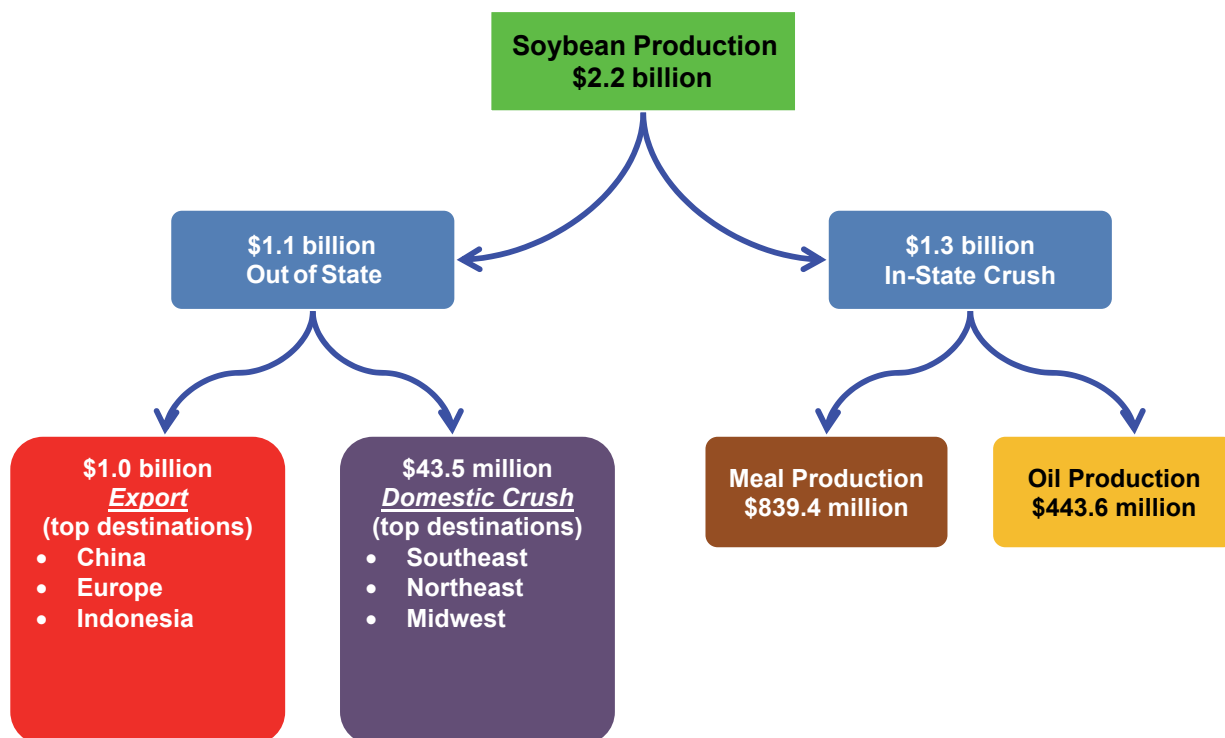 Soybean Production
$2.2 billion
$1.1 billion
Out of State
$1.3 billion
In-State Crush
$1.0 billion
Export
(top destinations)
• China
• Europe
• Indonesia
$43.5 million
Domestic Crush
(top destinations)
• Southeast
• Northeast
• Midwest
Meal Production
$839.4 million
Oil Production
$443.6 million